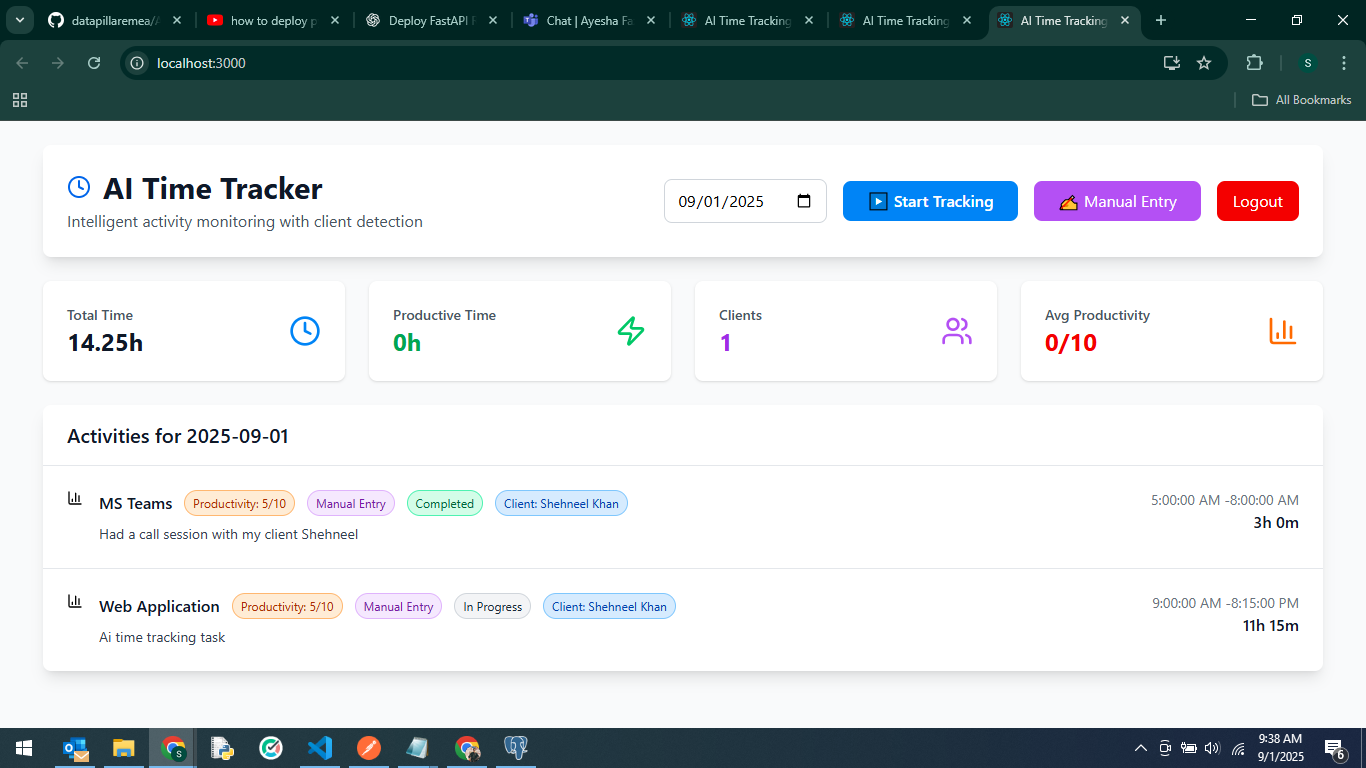 datapillaremea/A
how to deploy p
Deploy FastAPI F
Chat | Ayesha Fa
AI Time Tracking
AI Time Tracking
AI Time Tracking
localhost:3000
S
All Bookmarks
AI Time Tracker
Intelligent activity monitoring with client detection
09/01/2025
Start Tracking
Manual Entry
Logout
Total Time
14.25h
Productive Time
0h
Clients
1
Avg Productivity
0/10
Activities for 2025-09-01
MS Teams Productivity: 5/10 Manual Entry Completed Client: Shehneel Khan 5:00:00 AM -8:00:00 AM
3h 0m
Had a call session with my client Shehneel
Web Application Productivity: 5/10 Manual Entry In Progress Client: Shehneel Khan 9:00:00 AM -8:15:00 PM
11h 15m
Ai time tracking task
9:38 AM
9/1/2025
6